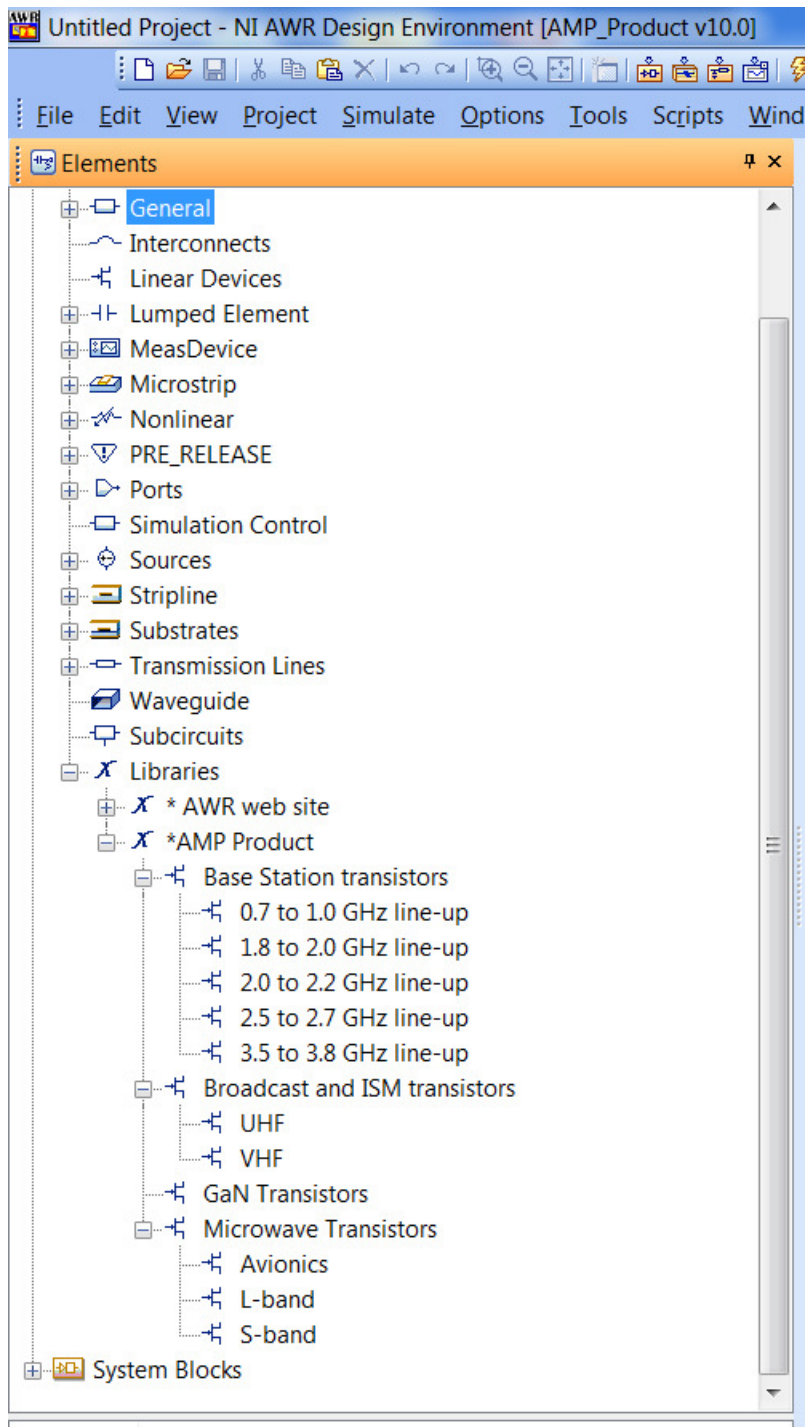 AWR Untitled Project - NI AWR Design Environment [AMP_Product v10.0]
File Edit View Project Simulate Options Tools Scripts Wind
Elements
General
Interconnects
Linear Devices
Lumped Element
MeasDevice
Microstrip
Nonlinear
PRE_RELEASE
Ports
Simulation Control
Sources
Stripline
Substrates
Transmission Lines
Waveguide
Subcircuits
Libraries
* AWR web site
*AMP Product
Base Station transistors
0.7 to 1.0 GHz line-up
1.8 to 2.0 GHz line-up
2.0 to 2.2 GHz line-up
2.5 to 2.7 GHz line-up
3.5 to 3.8 GHz line-up
Broadcast and ISM transistors
UHF
VHF
GaN Transistors
Microwave Transistors
Avionics
L-band
S-band
System Blocks